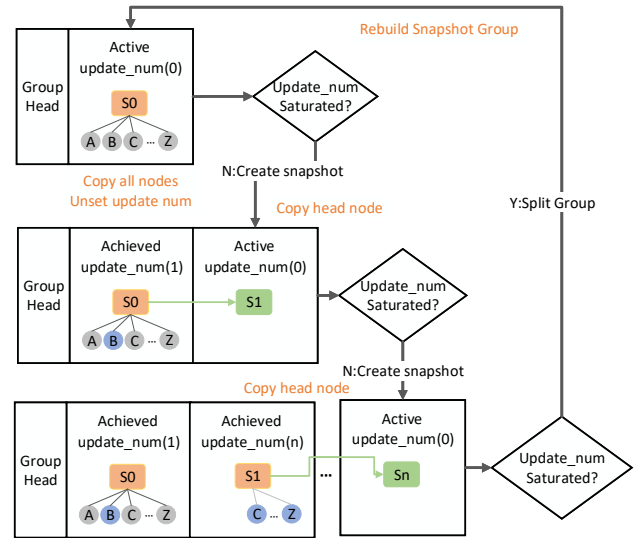 Rebuild Snapshot Group
Group
Head
Active
update_num(0)
S0
A B C ... Z
Update_num
Saturated?
N:Create snapshot
Copy all nodes
Unset update num
Copy head node
Y:Split Group
Group
Head
Achieved
update_num(1)
S0
A B C ... Z
Active
update_num(0)
S1
Update_num
Saturated?
N:Create snapshot
Copy head node
Group
Head
Achieved
update_num(1)
S0
A B C ... Z
Achieved
update_num(n)
S1
C ... Z
...
Active
update_num(0)
Sn
Update_num
Saturated?